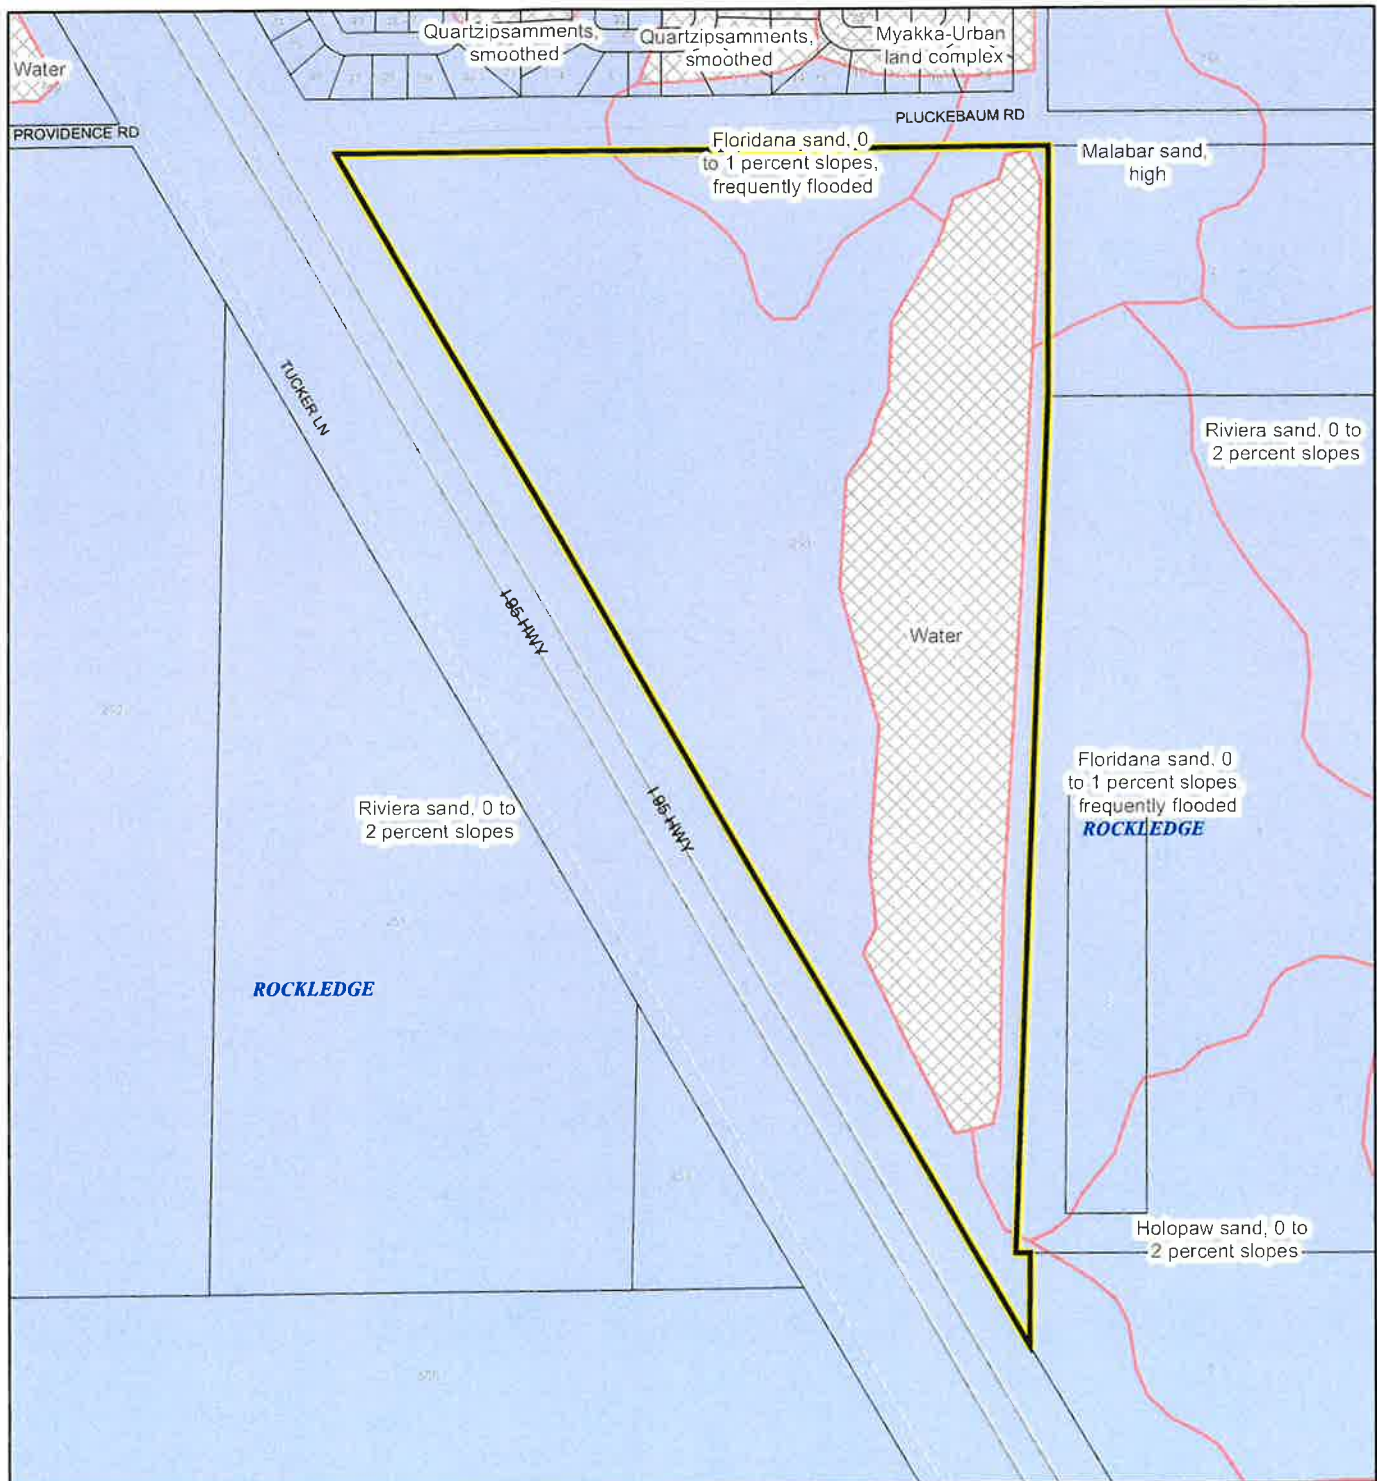 Quartzipsamments,
smoothed
Quartzipsamments,
smoothed
Myakka-Urban
land complex
Water
PROVIDENCE RD
PLUCKEBAUM RD
Floridana sand, 0
to 1 percent slopes,
frequently flooded
Malabar sand,
high
TUCKER LN
Riviera sand, 0 to
2 percent slopes
I-95 HWY
Water
I-95 HWY
Floridana sand, 0
to 1 percent slopes
frequently flooded
ROCKLEDGE
Riviera sand, 0 to
2 percent slopes
ROCKLEDGE
Holopaw sand, 0 to
2 percent slopes